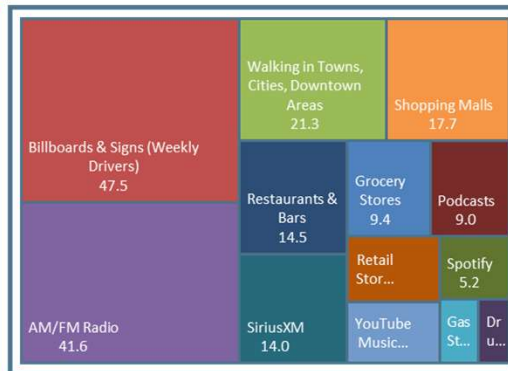 Billboards & Signs (Weekly
Drivers)
47.5
AM/FM Radio
41.6
Walking in Towns,
Cities, Downtown
Areas
21.3
Shopping Malls
17.7
Restaurants &
Bars
14.5
SiriusXM
14.0
Grocery
Stores
9.4
Podcasts
9.0
Retail
Stor...
Spotify
5.2
YouTube
Music...
Gas
St...
Dr
u...